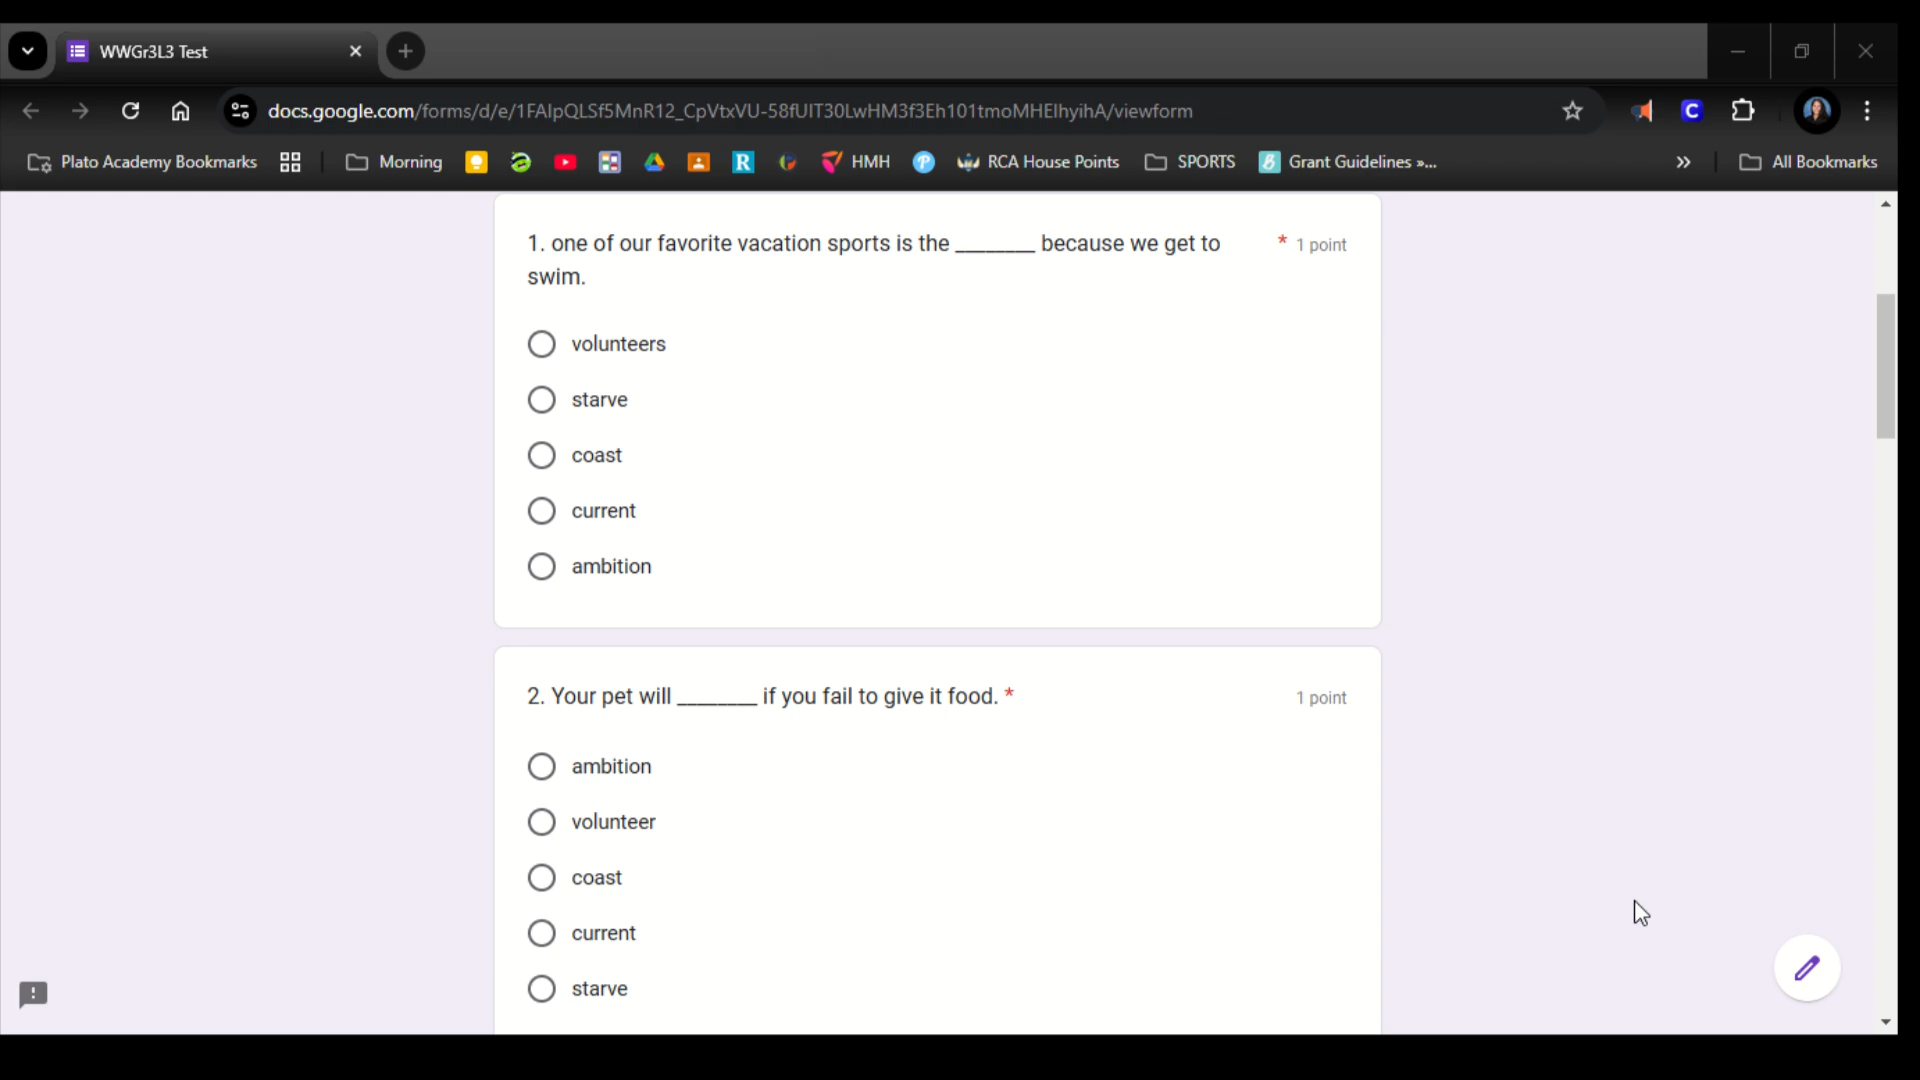 WWGr3L3 Test
docs.google.com/forms/d/e/1FAIpQLSf5MnR12_CpVtxVU-58fUIT30LwHM3f3Eh101tmoMHEIhyihA/viewform
Plato Academy Bookmarks Morning HMH RCA House Points SPORTS Grant Guidelines »... All Bookmarks
1. one of our favorite vacation sports is the ________ because we get to * 1 point
swim.
volunteers
starve
coast
current
ambition
2. Your pet will ________ if you fail to give it food. * 1 point
ambition
volunteer
coast
current
starve